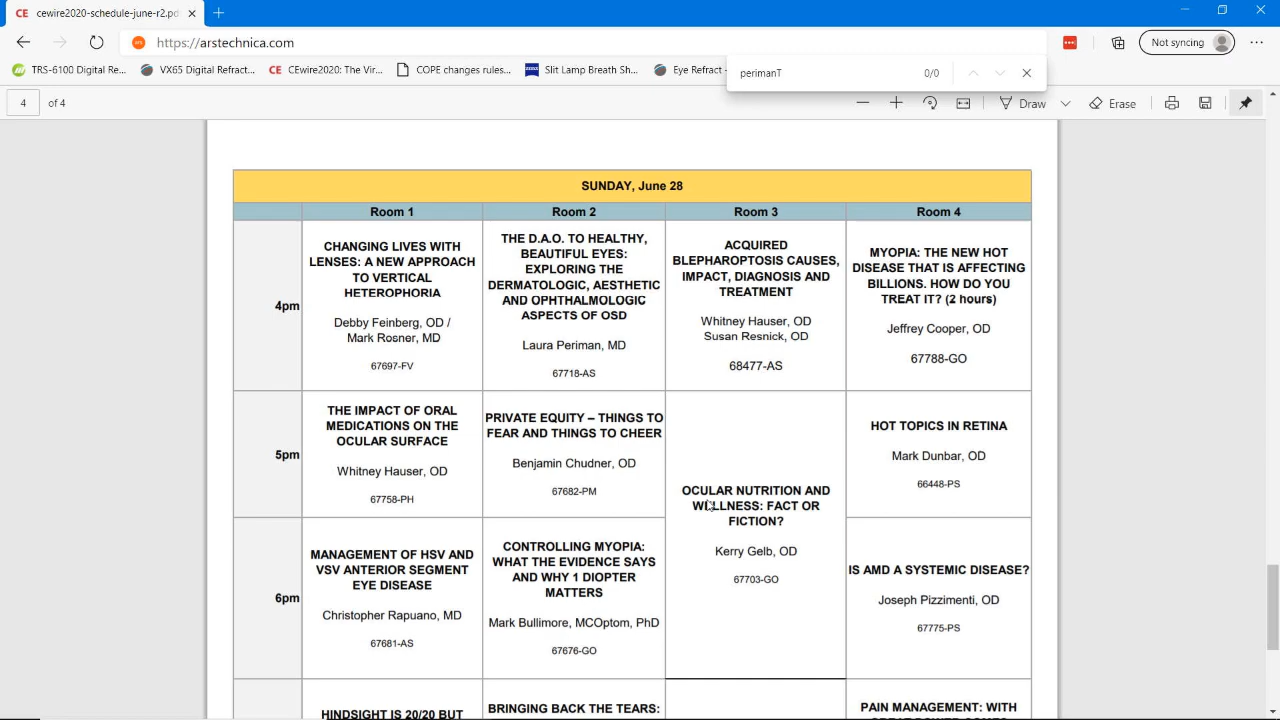 CE cewire2020-schedule-june-r2.pd
https://arstechnica.com
Not syncing
TRS-6100 Digital Re...
VX65 Digital Refract...
CE CEwire2020: The Vir...
COPE changes rules...
Slit Lamp Breath Sh...
Eye Refract
perimanT
0/0
4 of 4
Draw
Erase
SUNDAY, June 28
Room 1
Room 2
Room 3
Room 4
4pm
CHANGING LIVES WITH
LENSES: A NEW APPROACH
TO VERTICAL
HETEROPHORIA
Debby Feinberg, OD /
Mark Rosner, MD
67697-FV
THE D.A.O. TO HEALTHY,
BEAUTIFUL EYES:
EXPLORING THE
DERMATOLOGIC, AESTHETIC
AND OPHTHALMOLOGIC
ASPECTS OF OSD
Laura Periman, MD
67718-AS
ACQUIRED
BLEPHAROPTOSIS CAUSES,
IMPACT, DIAGNOSIS AND
TREATMENT
Whitney Hauser, OD
Susan Resnick, OD
68477-AS
MYOPIA: THE NEW HOT
DISEASE THAT IS AFFECTING
BILLIONS. HOW DO YOU
TREAT IT? (2 hours)
Jeffrey Cooper, OD
67788-GO
5pm
THE IMPACT OF ORAL
MEDICATIONS ON THE
OCULAR SURFACE
Whitney Hauser, OD
67758-PH
PRIVATE EQUITY – THINGS TO
FEAR AND THINGS TO CHEER
Benjamin Chudner, OD
67682-PM
OCULAR NUTRITION AND
WELLNESS: FACT OR
FICTION?
Kerry Gelb, OD
67703-GO
HOT TOPICS IN RETINA
Mark Dunbar, OD
66448-PS
6pm
MANAGEMENT OF HSV AND
VSV ANTERIOR SEGMENT
EYE DISEASE
Christopher Rapuano, MD
67681-AS
CONTROLLING MYOPIA:
WHAT THE EVIDENCE SAYS
AND WHY 1 DIOPTER
MATTERS
Mark Bullimore, MCOptom, PhD
67676-GO
IS AMD A SYSTEMIC DISEASE?
Joseph Pizzimenti, OD
67775-PS
HINDSIGHT IS 20/20 BUT
BRINGING BACK THE TEARS:
PAIN MANAGEMENT: WITH